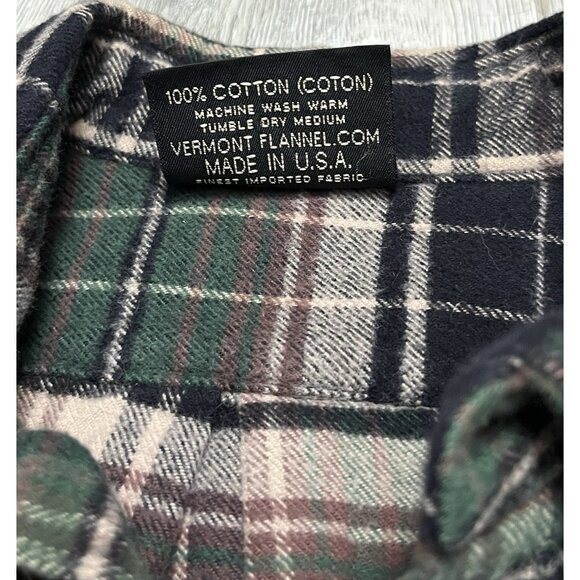 100% COTTON (COTON)
MACHINE WASH WARM
TUMBLE DRY MEDIUM
VERMONT FLANNEL.COM
MADE IN U.S.A.
FINEST IMPORTED FABRIC